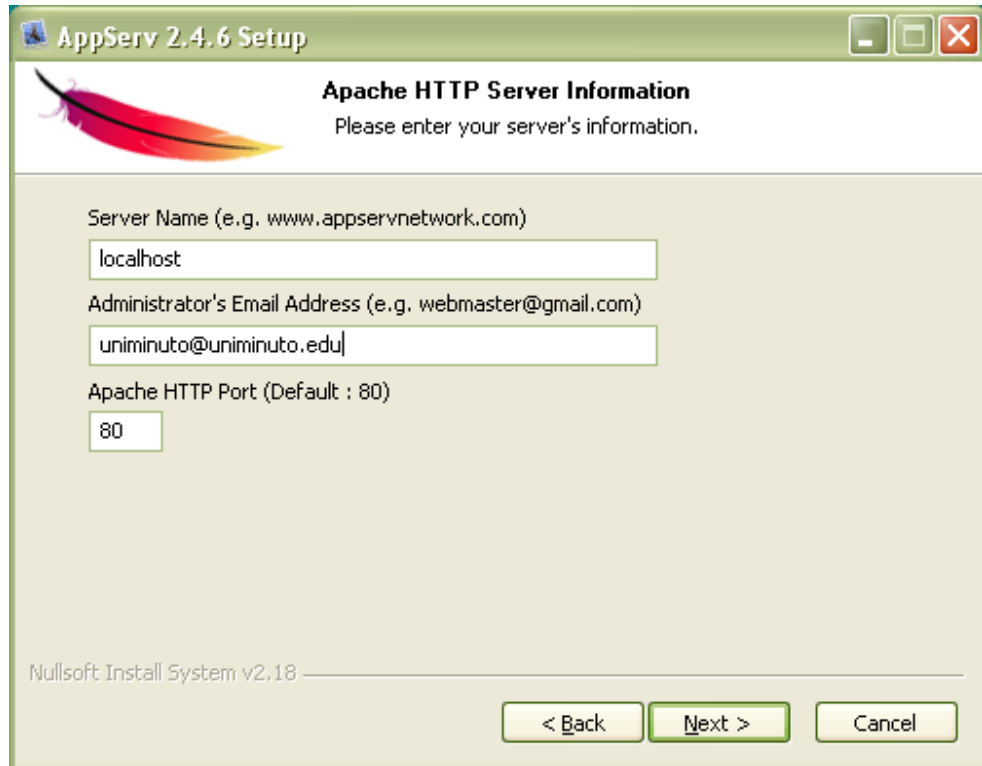 AppServ 2.4.6 Setup
Apache HTTP Server Information
Please enter your server's information.
Server Name (e.g. www.appservnetwork.com)
localhost
Administrator's Email Address (e.g. webmaster@gmail.com)
uniminuto@uniminuto.edu
Apache HTTP Port (Default : 80)
80
Nullsoft Install System v2.18
< Back Next > Cancel